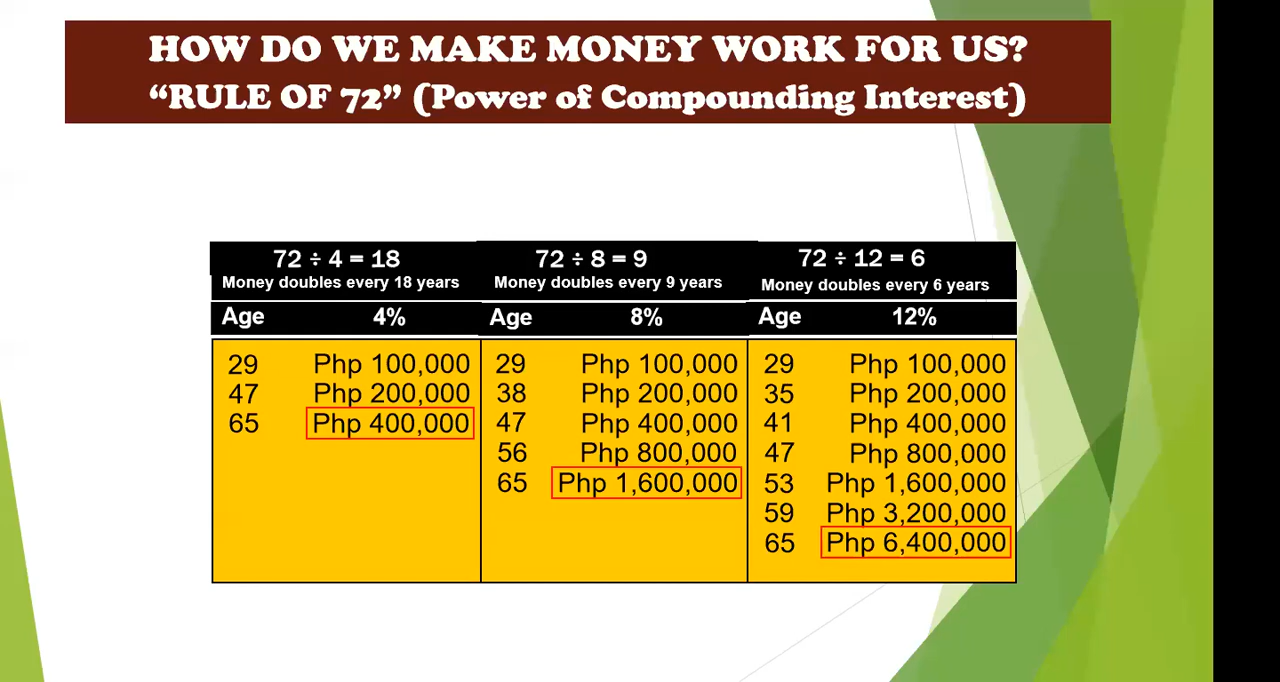 HOW DO WE MAKE MONEY WORK FOR US?
“RULE OF 72” (Power of Compounding Interest)
72 ÷ 4 = 18
Money doubles every 18 years
Age 4%
29 Php 100,000
47 Php 200,000
65 Php 400,000
72 ÷ 8 = 9
Money doubles every 9 years
Age 8%
29 Php 100,000
38 Php 200,000
47 Php 400,000
56 Php 800,000
65 Php 1,600,000
72 ÷ 12 = 6
Money doubles every 6 years
Age 12%
29 Php 100,000
35 Php 200,000
41 Php 400,000
47 Php 800,000
53 Php 1,600,000
59 Php 3,200,000
65 Php 6,400,000